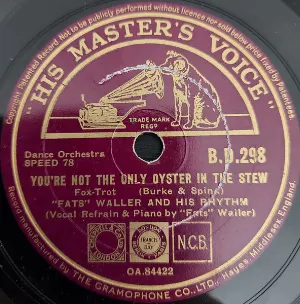 Copyright. Patented. Not to be publicly performed without licence nor sold below price fixed by Patentees.
"HIS MASTER'S VOICE"
TRADE MARK
REGD
Dance Orchestra
SPEED 78
B.D.298
YOU'RE NOT THE ONLY OYSTER IN THE STEW
Fox-Trot (Burke & Spina)
"FATS" WALLER AND HIS RHYTHM
(Vocal Refrain & Piano by "Fats" Waller)
FRANCIS
DAY
N.C.B.
OA.84422
manufactured by THE GRAMOPHONE CO., LTD., Hayes, Middlesex, England.